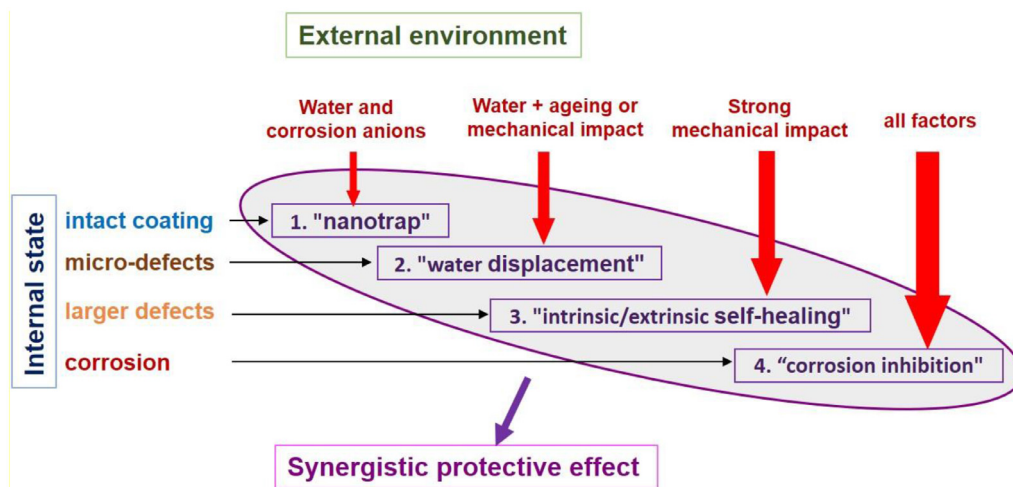 External environment
Water and
corrosion anions
Water + ageing or
mechanical impact
Strong
mechanical impact
all factors
Internal state
intact coating
1. "nanotrap"
micro-defects
2. "water displacement"
larger defects
3. "intrinsic/extrinsic self-healing"
corrosion
4. “corrosion inhibition"
Synergistic protective effect